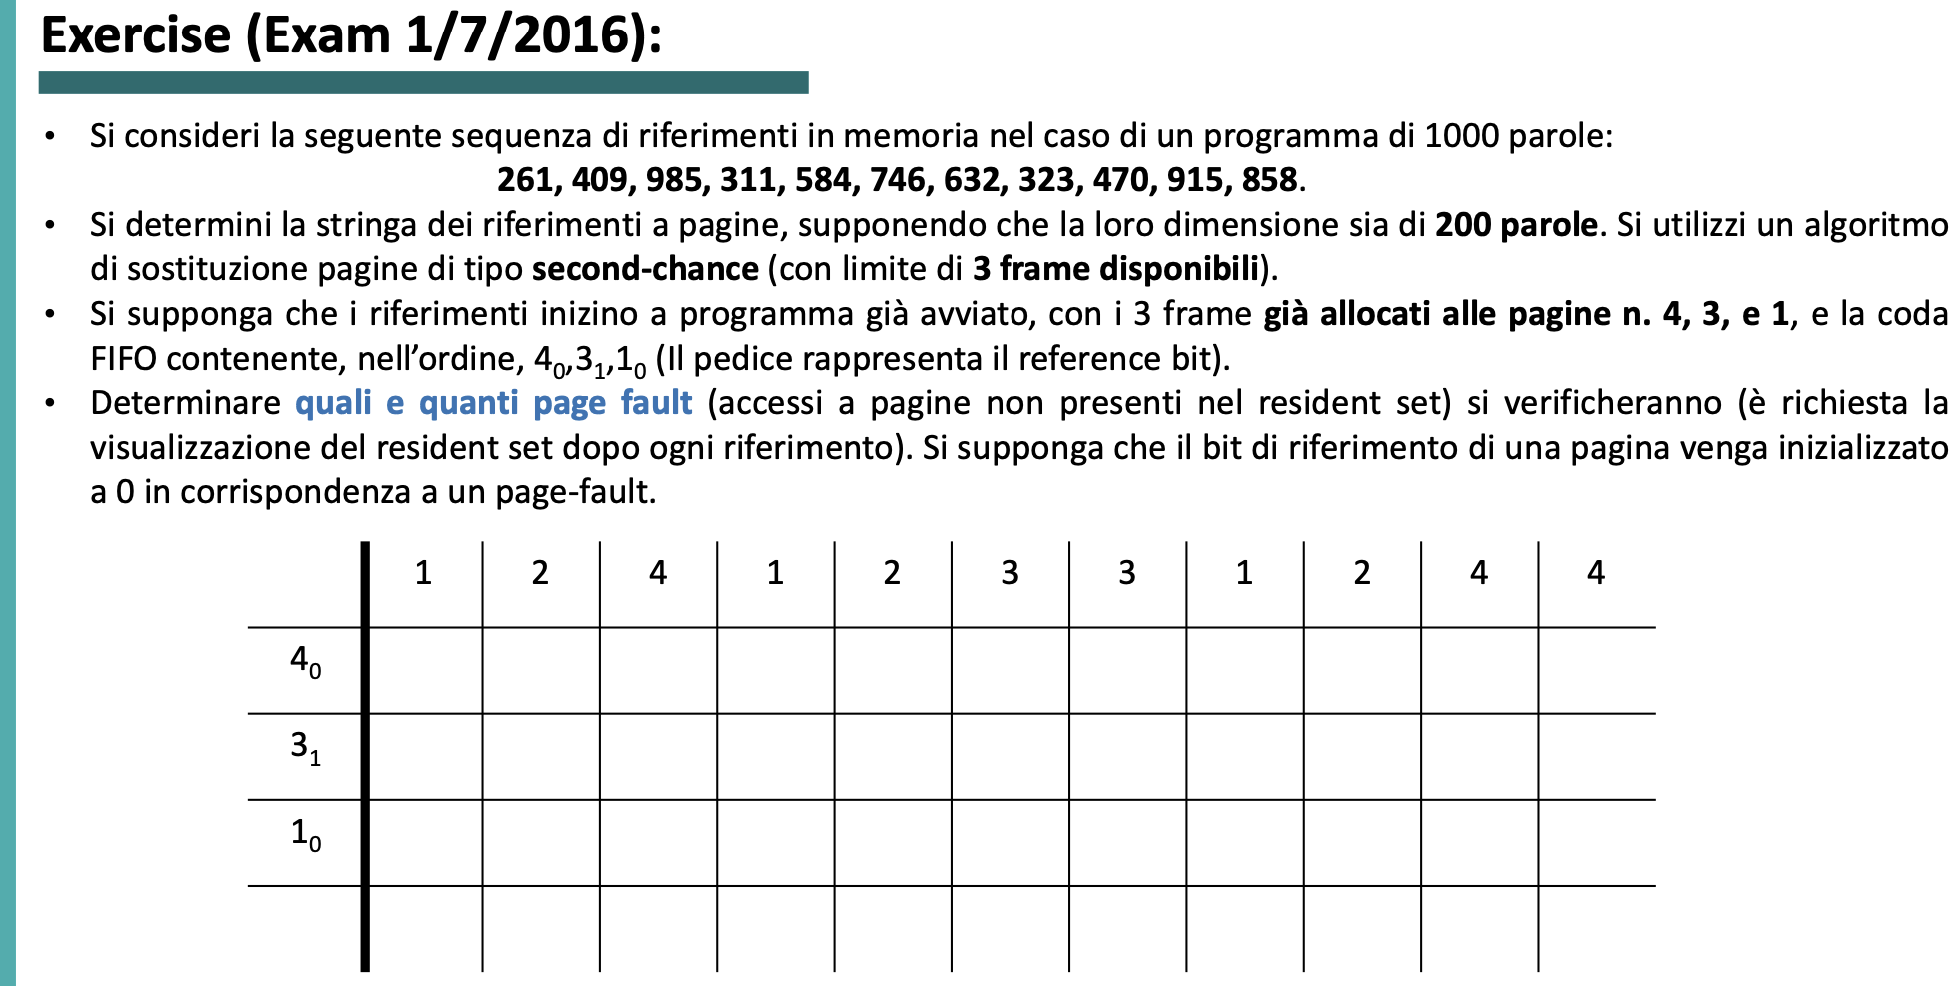 Exercise (Exam 1/7/2016):
• Si consideri la seguente sequenza di riferimenti in memoria nel caso di un programma di 1000 parole:
261, 409, 985, 311, 584, 746, 632, 323, 470, 915, 858.
• Si determini la stringa dei riferimenti a pagine, supponendo che la loro dimensione sia di 200 parole. Si utilizzi un algoritmo
di sostituzione pagine di tipo second-chance (con limite di 3 frame disponibili).
• Si supponga che i riferimenti inizino a programma già avviato, con i 3 frame già allocati alle pagine n. 4, 3, e 1, e la coda
FIFO contenente, nell’ordine, 4₀,3₁,1₀ (Il pedice rappresenta il reference bit).
• Determinare quali e quanti page fault (accessi a pagine non presenti nel resident set) si verificheranno (è richiesta la
visualizzazione del resident set dopo ogni riferimento). Si supponga che il bit di riferimento di una pagina venga inizializzato
a 0 in corrispondenza a un page-fault.
1 2 4 1 2 3 3 1 2 4 4
4₀
3₁
1₀